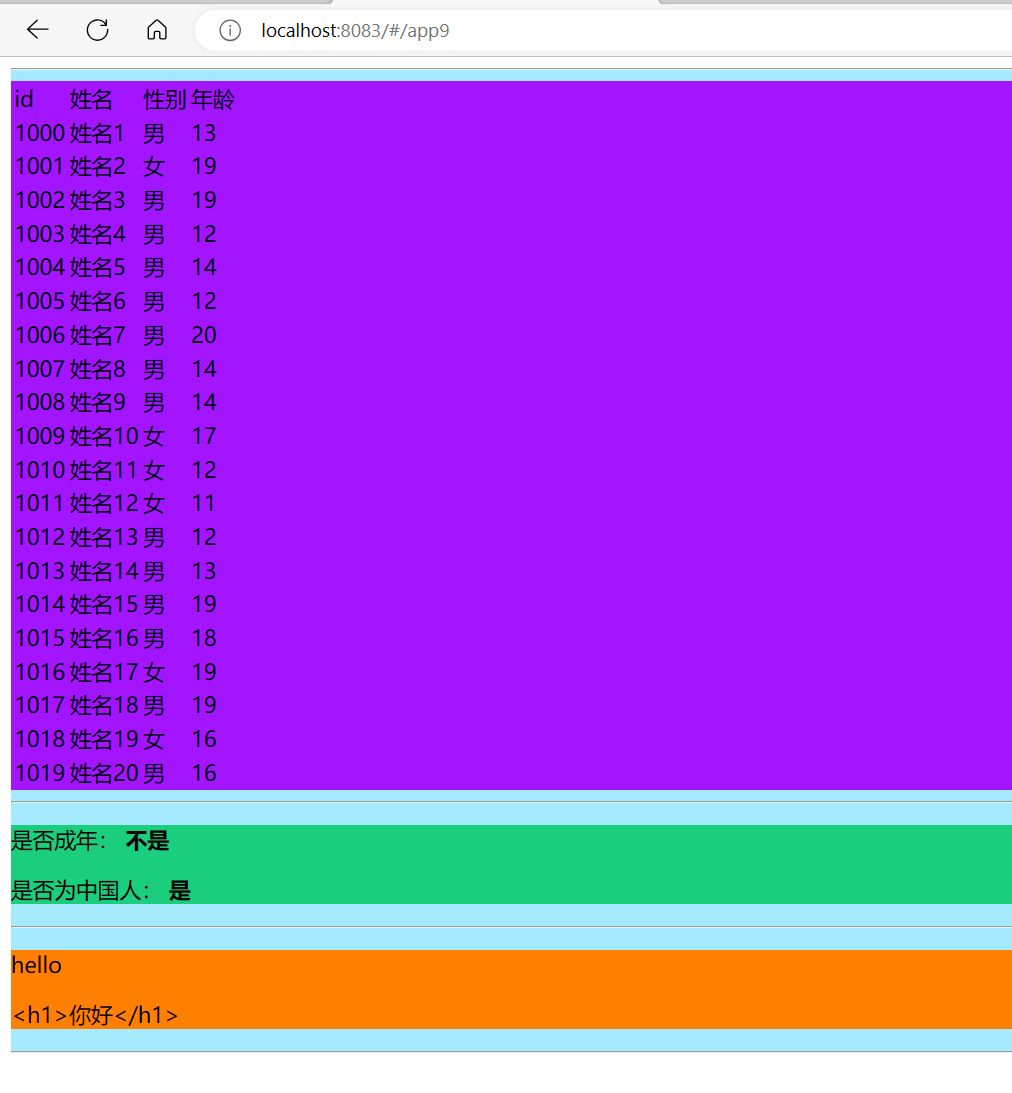 localhost:8083/#/app9
id 姓名 性别 年龄
1000 姓名1 男 13
1001 姓名2 女 19
1002 姓名3 男 19
1003 姓名4 男 12
1004 姓名5 男 14
1005 姓名6 男 12
1006 姓名7 男 20
1007 姓名8 男 14
1008 姓名9 男 14
1009 姓名10 女 17
1010 姓名11 女 12
1011 姓名12 女 11
1012 姓名13 男 12
1013 姓名14 男 13
1014 姓名15 男 19
1015 姓名16 男 18
1016 姓名17 女 19
1017 姓名18 男 19
1018 姓名19 女 16
1019 姓名20 男 16
是否成年： 不是
是否为中国人： 是
hello
<h1>你好</h1>